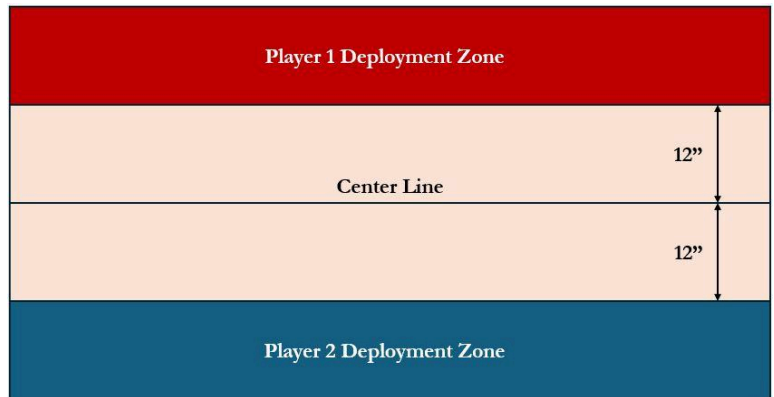 Player 1 Deployment Zone
12”
Center Line
12”
Player 2 Deployment Zone